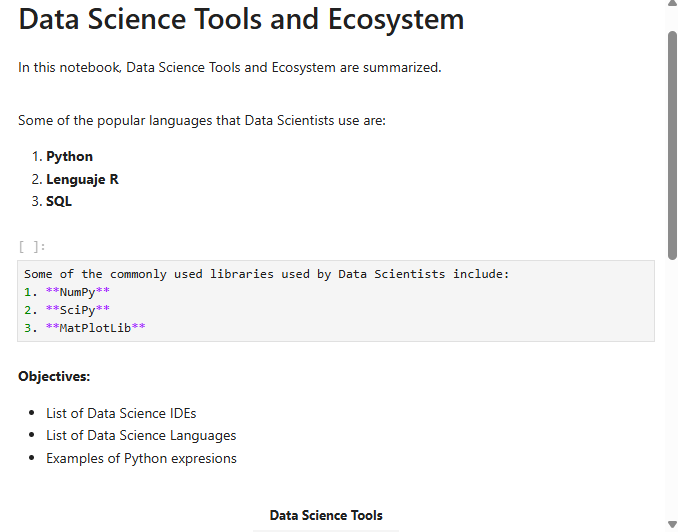 Data Science Tools and Ecosystem
In this notebook, Data Science Tools and Ecosystem are summarized.
Some of the popular languages that Data Scientists use are:
1. Python
2. Lenguaje R
3. SQL
[ ]:
Some of the commonly used libraries used by Data Scientists include:
1. **NumPy**
2. **SciPy**
3. **MatPlotLib**
Objectives:
• List of Data Science IDEs
• List of Data Science Languages
• Examples of Python expresions
Data Science Tools